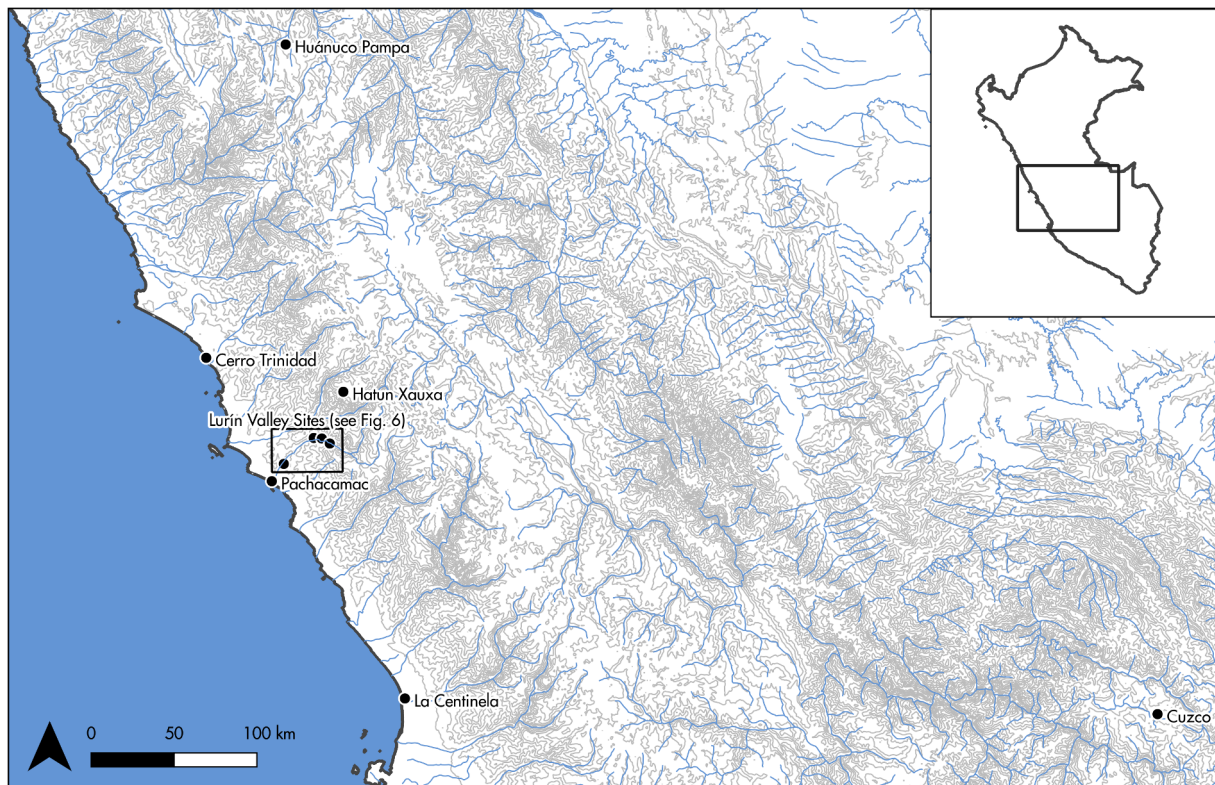 Huánuco Pampa
Cerro Trinidad
Hatun Xauxa
Lurín Valley Sites (see Fig. 6)
Pachacamac
La Centinela
Cuzco
0 50 100 km